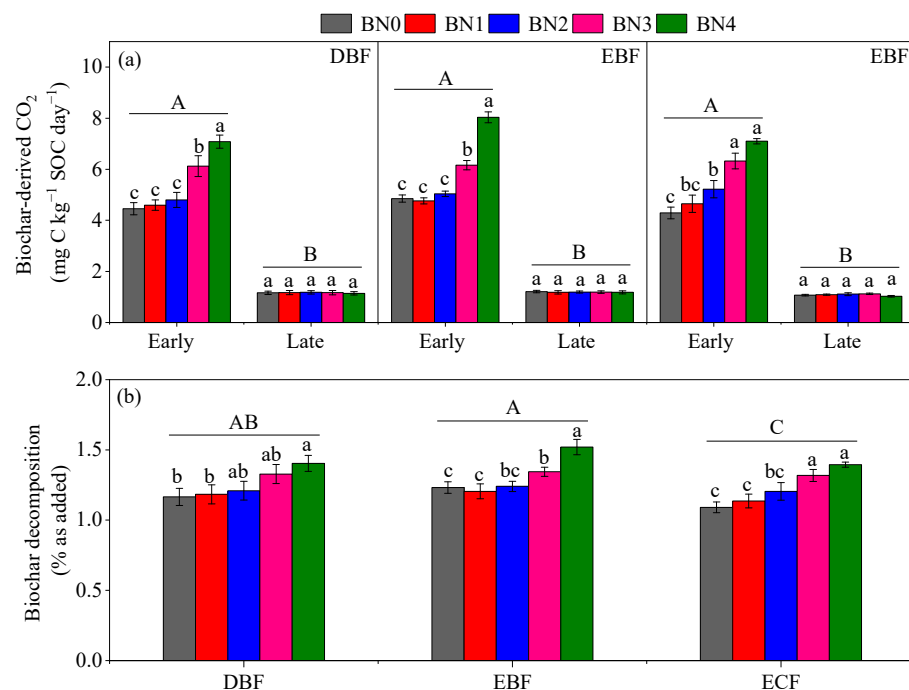 BN0 BN1 BN2 BN3 BN4
(a) DBF EBF EBF
Biochar-derived CO₂
(mg C kg⁻¹ SOC day⁻¹)
10
8
6
4
2
0
A
c c c b a
B
a a a a a
A
c c c b a
B
a a a a a
A
c bc b a a
B
a a a a a
Early Late Early Late Early Late
(b)
Biochar decomposition
(% as added)
2.0
1.5
1.0
0.5
0.0
AB
b b ab ab a
A
c c bc b a
C
c c bc a a
DBF EBF ECF